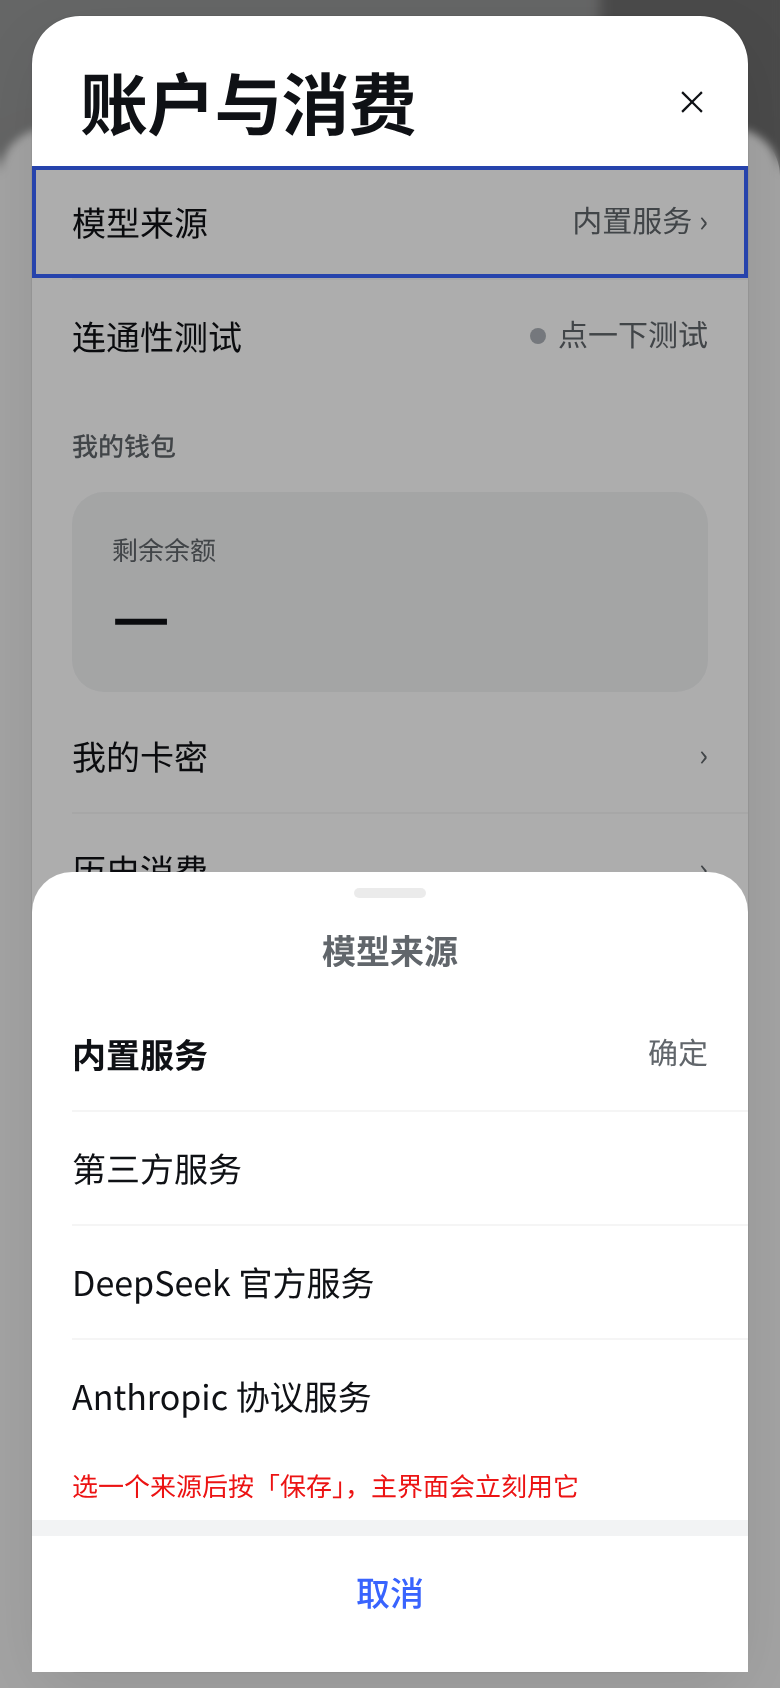 账户与消费
模型来源 内置服务 ›
连通性测试 点一下测试
我的钱包
剩余余额
—
我的卡密 ›
历史消费 ›
模型来源
内置服务 确定
第三方服务
DeepSeek 官方服务
Anthropic 协议服务
选一个来源后按「保存」，主界面会立刻用它
取消